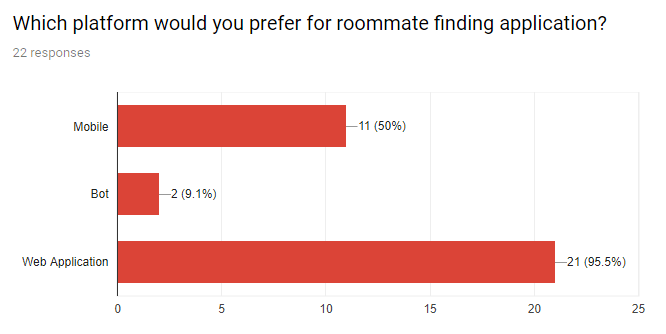 Which platform would you prefer for roommate finding application?
22 responses
Mobile
11 (50%)
Bot
2 (9.1%)
Web Application
21 (95.5%)
0 5 10 15 20 25